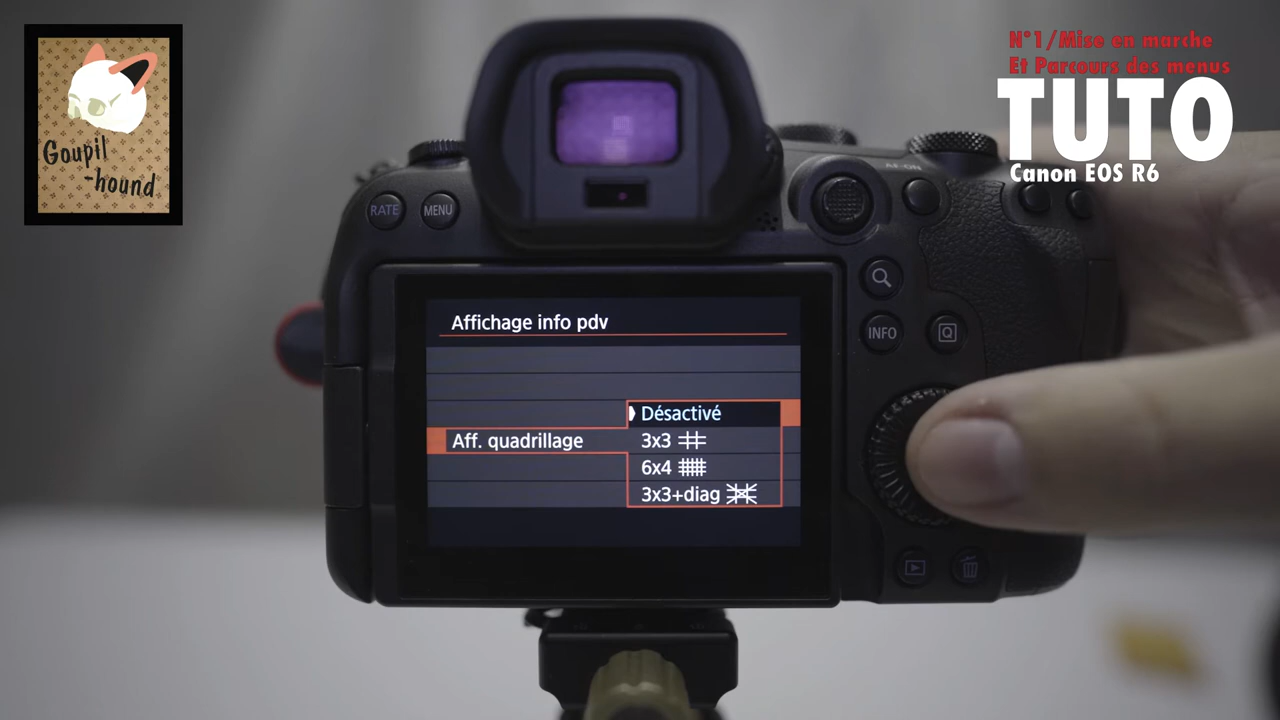 Goupil
-hound
N°1/Mise en marche
Et Parcours des menus
TUTO
Canon EOS R6
RATE
MENU
AF-ON
INFO
Q
Affichage info pdv
Aff. quadrillage
Désactivé
3x3
6x4
3x3+diag